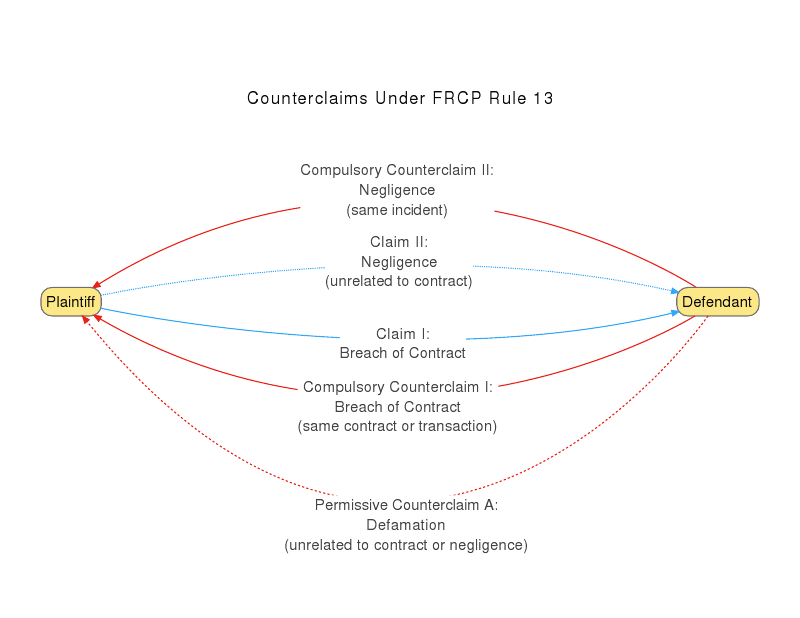 Counterclaims Under FRCP Rule 13
Compulsory Counterclaim II:
Negligence
(same incident)
Claim II:
Negligence
(unrelated to contract)
Plaintiff
Defendant
Claim I:
Breach of Contract
Compulsory Counterclaim I:
Breach of Contract
(same contract or transaction)
Permissive Counterclaim A:
Defamation
(unrelated to contract or negligence)